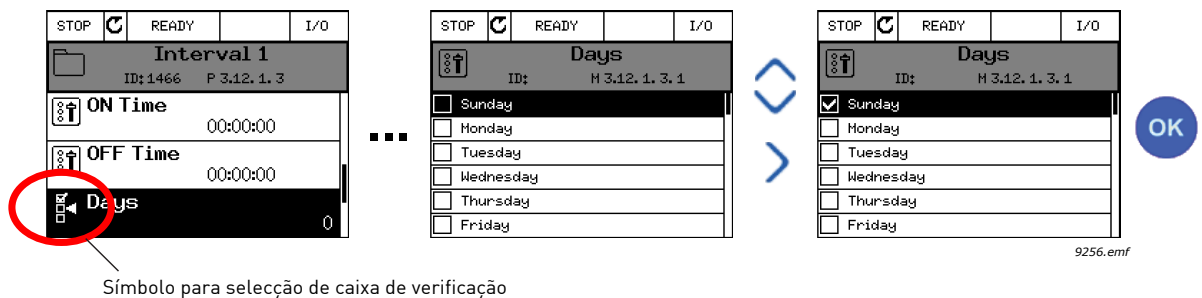 STOP READY I/O
Interval 1
ID:1466 P 3.12.1.3
ON Time
00:00:00
OFF Time
00:00:00
Days
0
STOP READY I/O
Days
ID: M 3.12.1.3.1
Sunday
Monday
Tuesday
Wednesday
Thursday
Friday
STOP READY I/O
Days
ID: M 3.12.1.3.1
Sunday
Monday
Tuesday
Wednesday
Thursday
Friday
OK
9256.emf
Símbolo para selecção de caixa de verificação